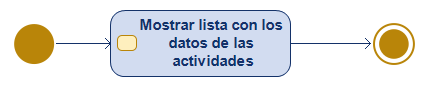 Mostrar lista con los
datos de las
actividades